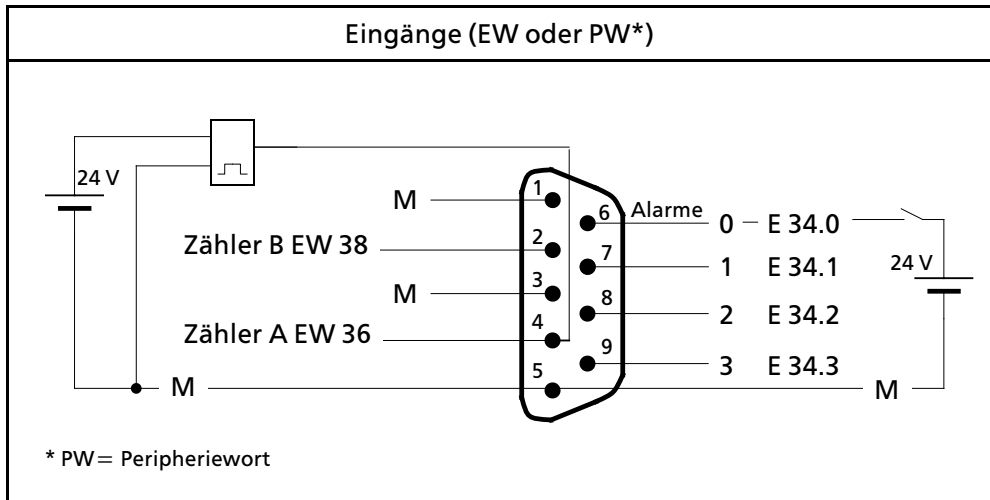 Eingänge (EW oder PW*)
24 V
M
1
6
Alarme
0 – E 34.0
Zähler B EW 38
2
7
1 E 34.1
24 V
M
3
8
2 E 34.2
Zähler A EW 36
4
9
3 E 34.3
M
5
M
* PW= Peripheriewort